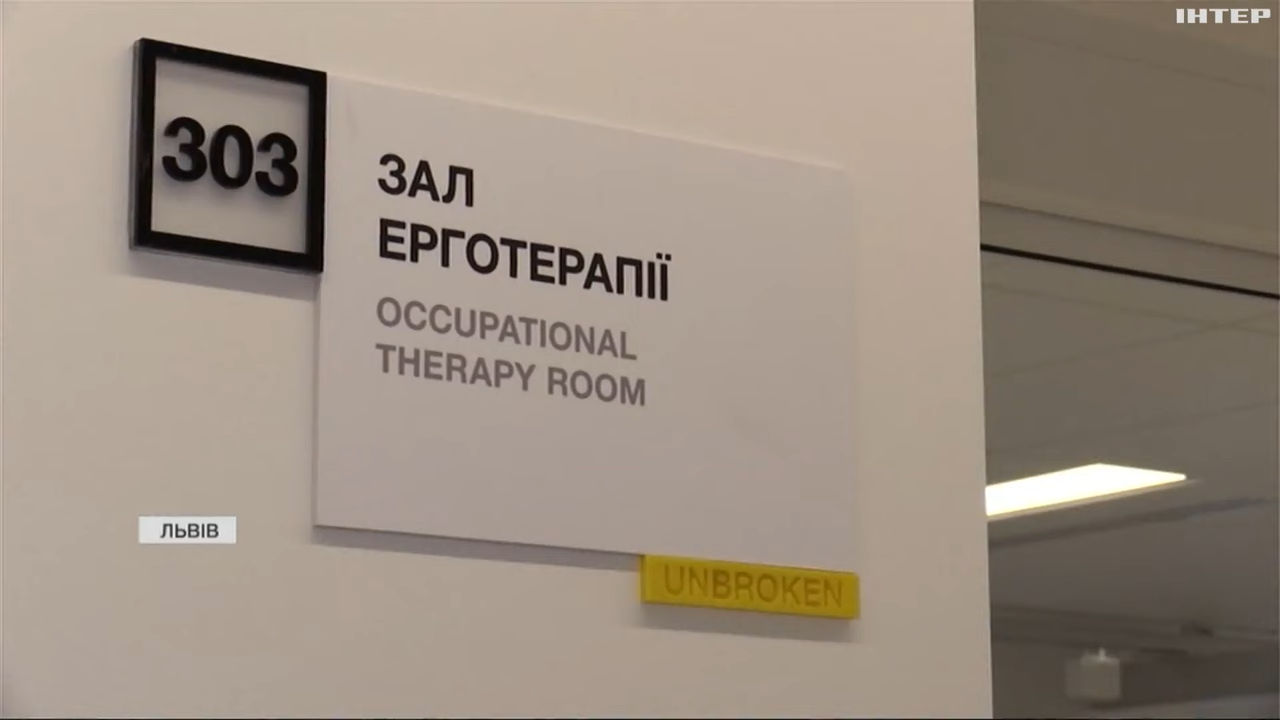 ІНТЕР
303
ЗАЛ
ЕРГОТЕРАПІЇ
OCCUPATIONAL
THERAPY ROOM
ЛЬВІВ
UNBROKEN